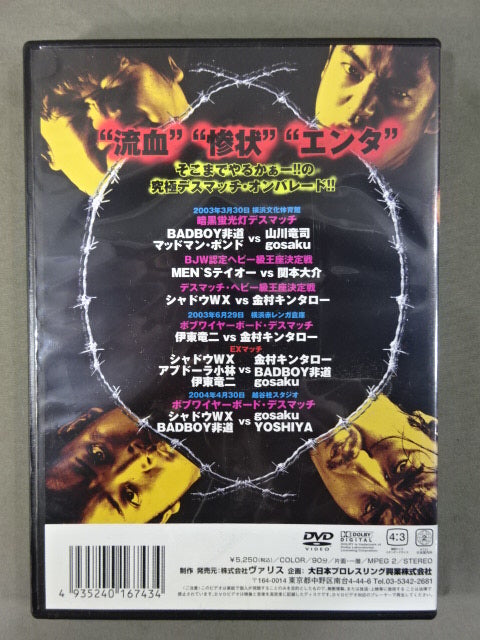 “流血” “惨状” “エンタ”
そこまでやるかぁー!!の
究極デスマッチ・オンパレード!!
2003年3月30日 横浜文化体育館
暗黒蛍光灯デスマッチ
BADBOY非道 vs 山川竜司
マッドマン・ポンド gosaku
BJW認定ヘビー級王座決定戦
MEN`Sテイオー vs 関本大介
デスマッチ・ヘビー級王座決定戦
シャドウWX vs 金村キンタロー
2003年6月29日 横浜赤レンガ倉庫
ボブワイヤーボード・デスマッチ
伊東竜二 vs 金村キンタロー
EXマッチ
シャドウWX 金村キンタロー
アブドーラ小林 vs BADBOY非道
伊東竜二 gosaku
2004年4月30日 越谷桂スタジオ
ボブワイヤーボード・デスマッチ
シャドウWX vs gosaku
BADBOY非道 YOSHIYA
DVD VIDEO
DOLBY DIGITAL
4:3
2
¥5,250(税込)/COLOR/90分/片面一層/MPEG 2/STEREO
制作 発売元:株式会社ヴァリス 企画:大日本プロレスリング興業株式会社
〒164-0014 東京都中野区南台4-44-6 Tel.03-5342-2681
4 935240 167434